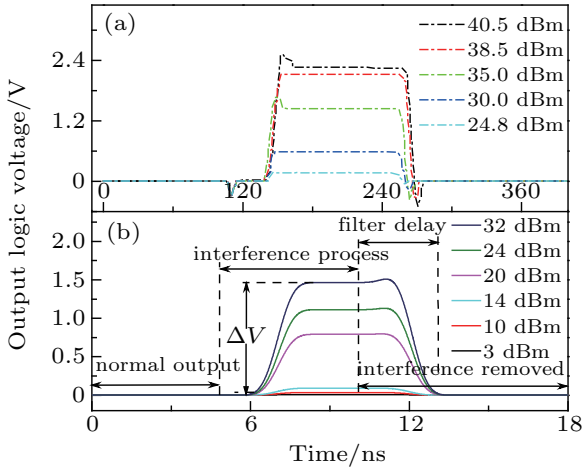 (a)
40.5 dBm
38.5 dBm
35.0 dBm
30.0 dBm
24.8 dBm
2.4
1.2
0
0 120 240 360
Output logic voltage/V
(b)
filter delay
32 dBm
24 dBm
20 dBm
14 dBm
10 dBm
3 dBm
interference process
ΔV
normal output
interference removed
2.0
1.5
1.0
0.5
0
0 6 12 18
Time/ns